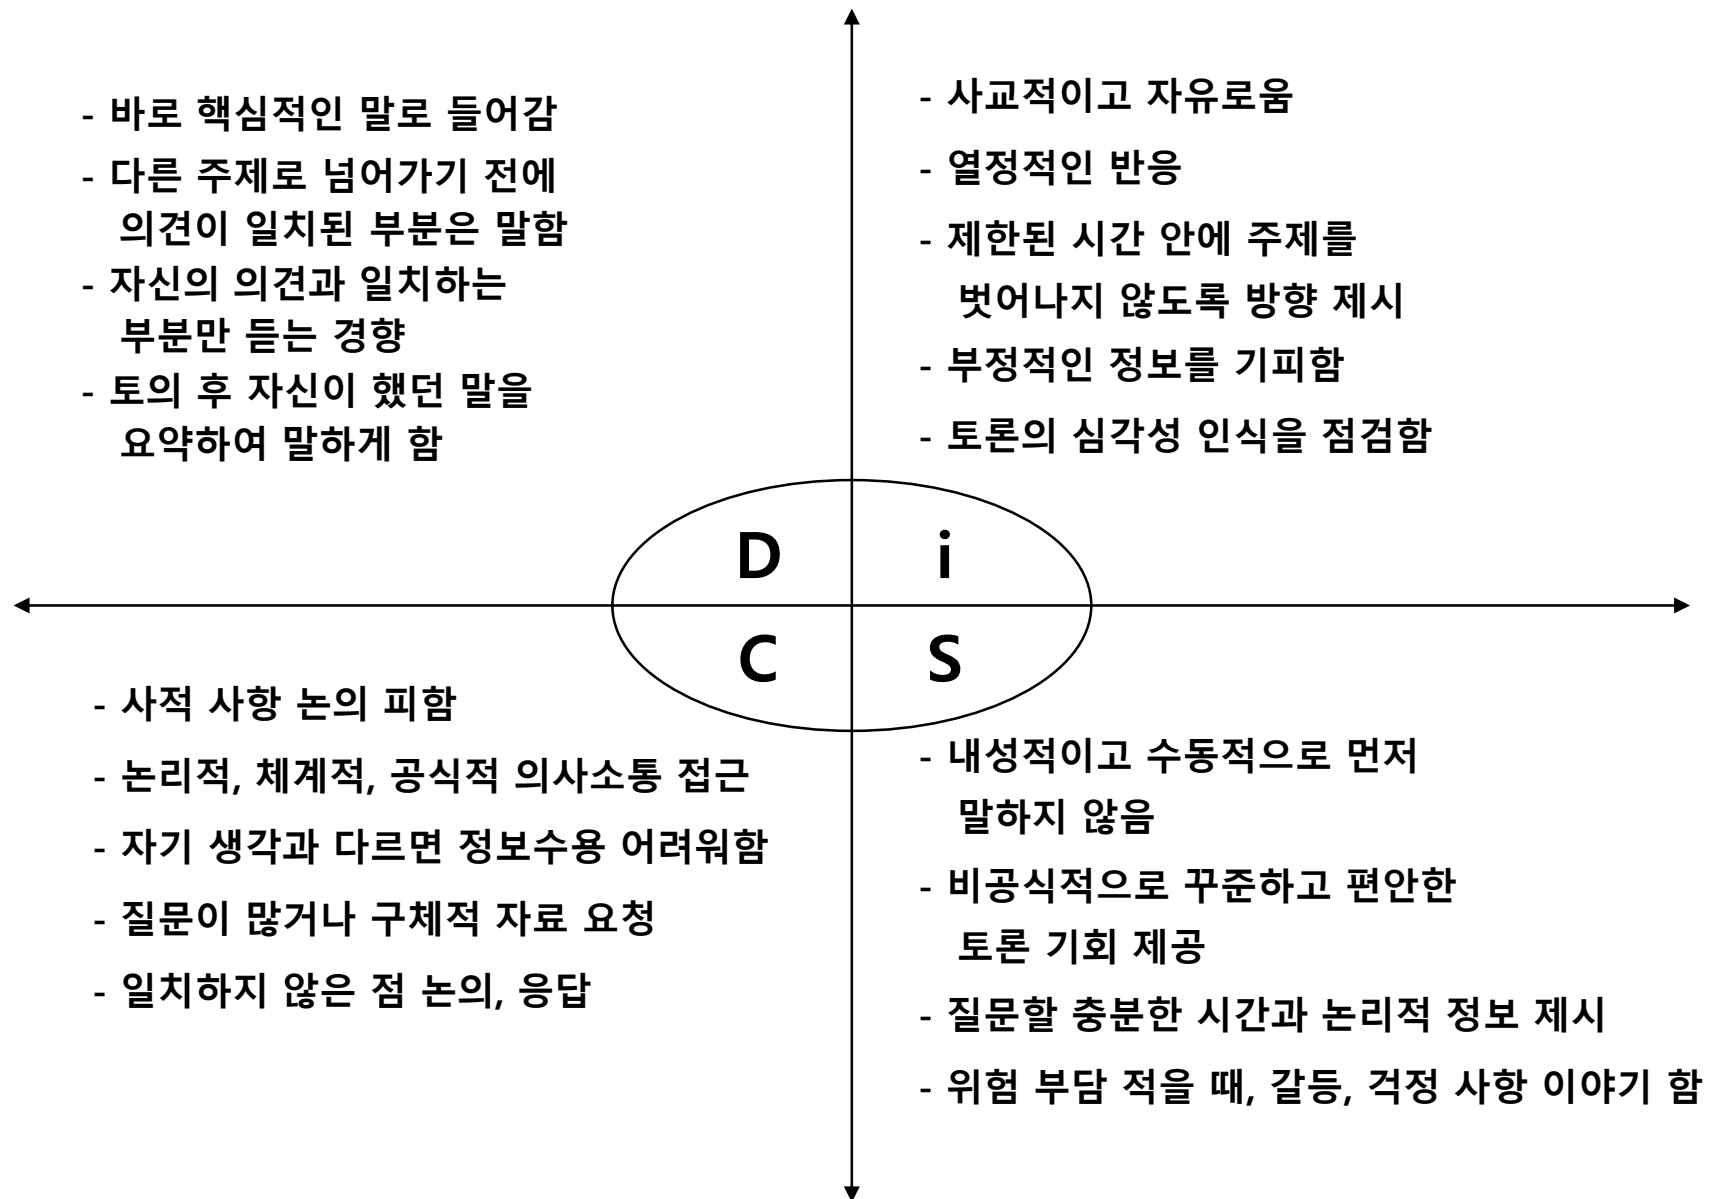 - 바로 핵심적인 말로 들어감
- 다른 주제로 넘어가기 전에
의견이 일치된 부분은 말함
- 자신의 의견과 일치하는
부분만 듣는 경향
- 토의 후 자신이 했던 말을
요약하여 말하게 함
- 사교적이고 자유로움
- 열정적인 반응
- 제한된 시간 안에 주제를
벗어나지 않도록 방향 제시
- 부정적인 정보를 기피함
- 토론의 심각성 인식을 점검함
D i
C S
- 사적 사항 논의 피함
- 논리적, 체계적, 공식적 의사소통 접근
- 자기 생각과 다르면 정보수용 어려워함
- 질문이 많거나 구체적 자료 요청
- 일치하지 않은 점 논의, 응답
- 내성적이고 수동적으로 먼저
말하지 않음
- 비공식적으로 꾸준하고 편안한
토론 기회 제공
- 질문할 충분한 시간과 논리적 정보 제시
- 위험 부담 적을 때, 갈등, 걱정 사항 이야기 함